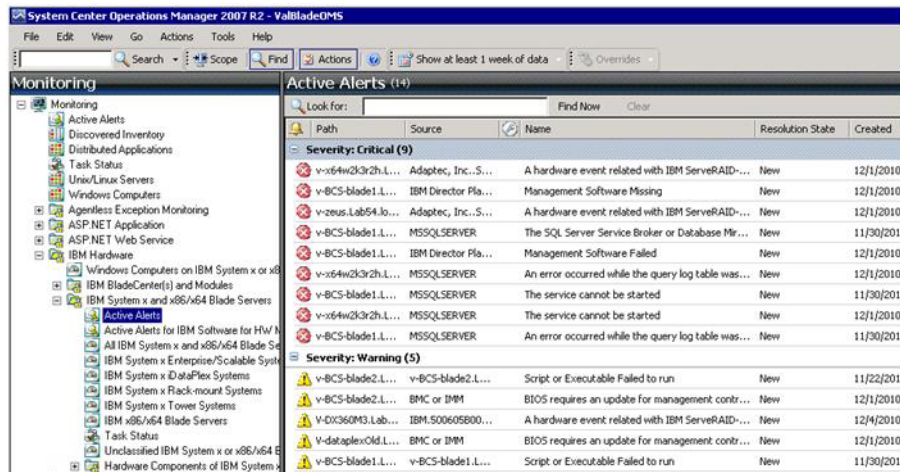 System Center Operations Manager 2007 R2 - ValBladeOMS
File Edit View Go Actions Tools Help
Search Scope Find Actions Show at least 1 week of data Overrides
Monitoring
Monitoring
Active Alerts
Discovered Inventory
Distributed Applications
Task Status
Unix/Linux Servers
Windows Computers
Agentless Exception Monitoring
ASP.NET Application
ASP.NET Web Service
IBM Hardware
Windows Computers on IBM System x or x8
IBM BladeCenter(s) and Modules
IBM System x and x86/x64 Blade Servers
Active Alerts
Active Alerts for IBM Software for HW M
All IBM System x and x86/x64 Blade Se
IBM System x Enterprise/Scalable Syste
IBM System x iDataPlex Systems
IBM System x Rack-mount Systems
IBM System x Tower Systems
IBM x86/x64 Blade Servers
Task Status
Unclassified IBM System x or x86/x64 B
Hardware Components of IBM System x
Active Alerts (14)
Look for: Find Now Clear
Path Source Name Resolution State Created
Severity: Critical (9)
v-x64w2k3r2h.L... Adaptec, Inc..S... A hardware event related with IBM ServeRAID-... New 12/1/2010
v-BCS-blade1.L... IBM Director Pla... Management Software Missing New 12/1/2010
v-zeus.Lab54.lo... Adaptec, Inc..S... A hardware event related with IBM ServeRAID-... New 12/1/2010
v-BCS-blade1.L... MSSQLSERVER The SQL Server Service Broker or Database Mir... New 11/30/201
v-BCS-blade1.L... IBM Director Pla... Management Software Failed New 12/1/2010
v-x64w2k3r2h.L... MSSQLSERVER An error occurred while the query log table was... New 12/1/2010
v-BCS-blade1.L... MSSQLSERVER The service cannot be started New 11/30/201
v-x64w2k3r2h.L... MSSQLSERVER The service cannot be started New 12/1/2010
v-BCS-blade1.L... MSSQLSERVER An error occurred while the query log table was... New 11/30/201
Severity: Warning (5)
v-BCS-blade2.L... v-BCS-blade2.L... Script or Executable Failed to run New 11/22/201
v-BCS-blade2.L... BMC or IMM BIOS requires an update for management contr... New 12/1/2010
V-DX360M3.Lab... IBM.500605B00... A hardware event related with IBM ServeRAID-... New 12/4/2010
V-dataplexOld.L... BMC or IMM BIOS requires an update for management contr... New 12/1/2010
v-BCS-blade1.L... v-BCS-blade1.L... Script or Executable Failed to run New 11/30/201